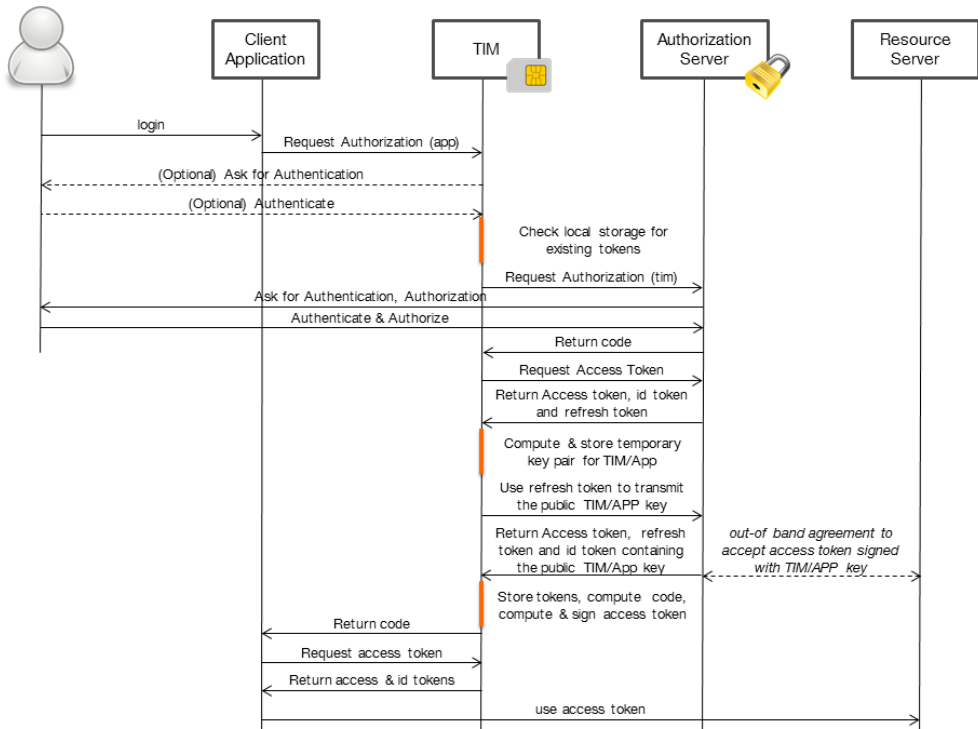 Client
Application
TIM
Authorization
Server
Resource
Server
login
Request Authorization (app)
(Optional) Ask for Authentication
(Optional) Authenticate
Check local storage for
existing tokens
Request Authorization (tim)
Ask for Authentication, Authorization
Authenticate & Authorize
Return code
Request Access Token
Return Access token, id token
and refresh token
Compute & store temporary
key pair for TIM/App
Use refresh token to transmit
the public TIM/APP key
Return Access token, refresh
token and id token containing
the public TIM/App key
out-of band agreement to
accept access token signed
with TIM/APP key
Store tokens, compute code,
compute & sign access token
Return code
Request access token
Return access & id tokens
use access token